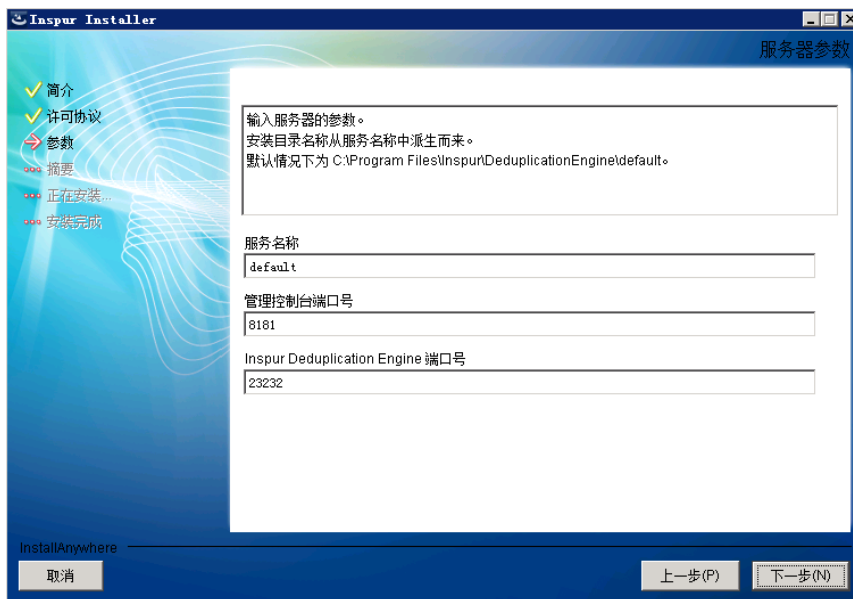 Inspur Installer
服务器参数
简介
许可协议
参数
摘要
正在安装...
安装完成
输入服务器的参数。
安装目录名称从服务名称中派生而来。
默认情况下为 C:\Program Files\Inspur\DeduplicationEngine\default。
服务名称
default
管理控制台端口号
8181
Inspur Deduplication Engine 端口号
23232
InstallAnywhere
取消
上一步(P)
下一步(N)